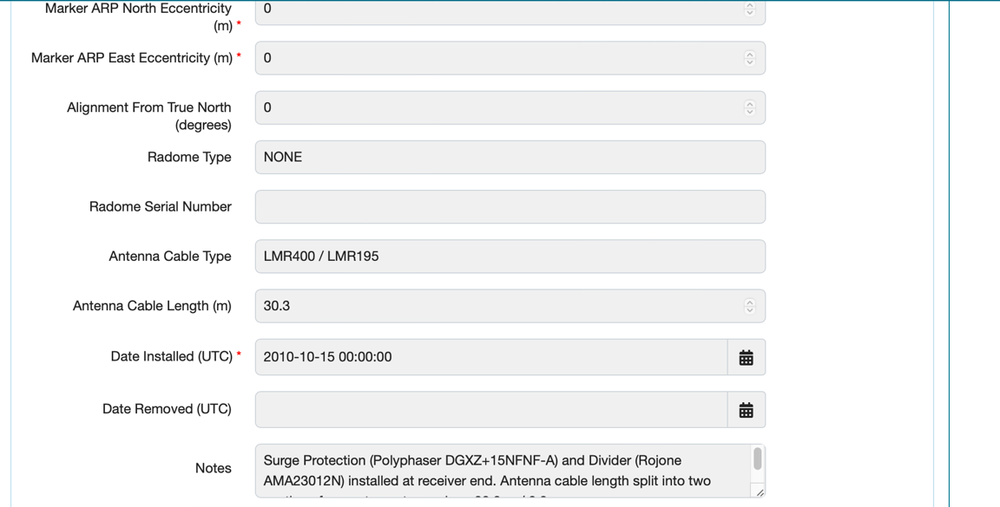 Marker ARP North Eccentricity
(m) *
0
Marker ARP East Eccentricity (m) *
0
Alignment From True North
(degrees)
0
Radome Type
NONE
Radome Serial Number
Antenna Cable Type
LMR400 / LMR195
Antenna Cable Length (m)
30.3
Date Installed (UTC) *
2010-10-15 00:00:00
Date Removed (UTC)
Notes
Surge Protection (Polyphaser DGXZ+15NFNF-A) and Divider (Rojone
AMA23012N) installed at receiver end. Antenna cable length split into two